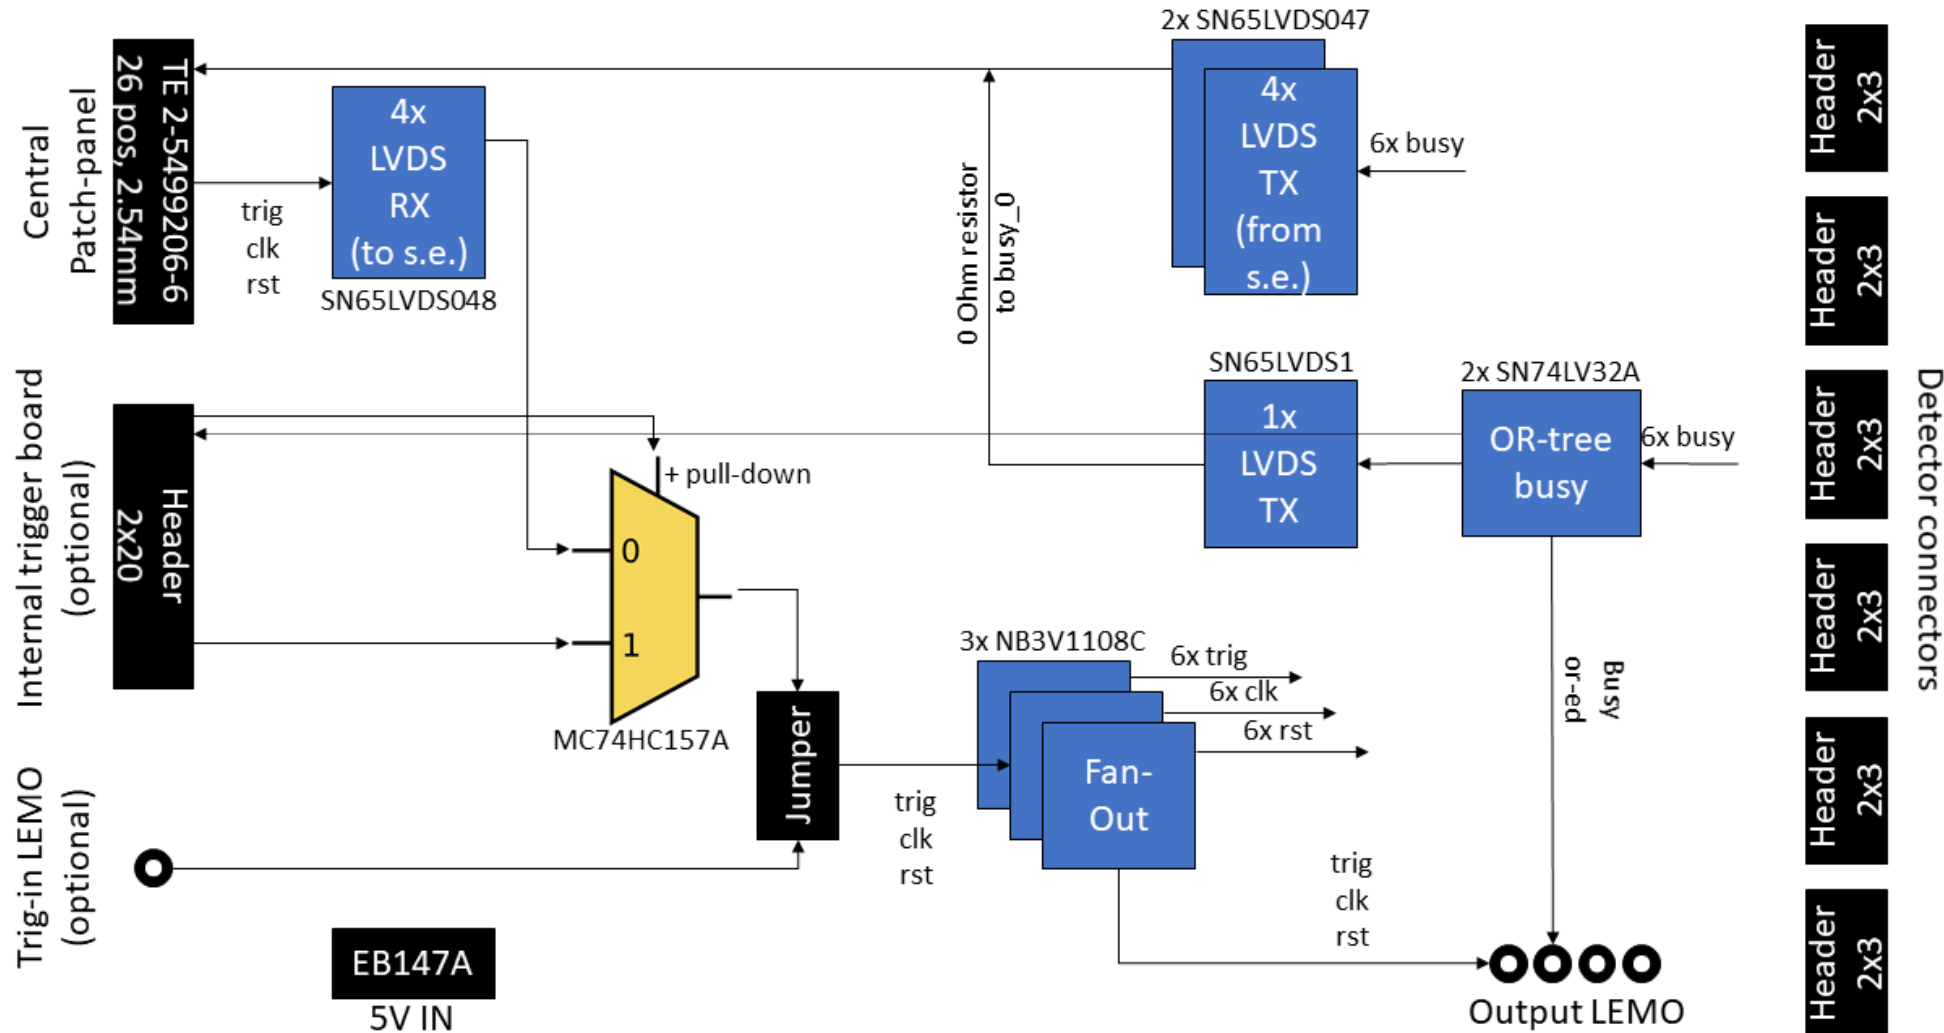 Central
Patch-panel
TE 2-5499206-6
26 pos, 2.54mm
trig
clk
rst
4x
LVDS
RX
(to s.e.)
SN65LVDS048
0 Ohm resistor
to busy_0
2x SN65LVDS047
4x
LVDS
TX
(from
s.e.)
6x busy
Internal trigger board
(optional)
Header
2x20
+ pull-down
0
1
MC74HC157A
SN65LVDS1
1x
LVDS
TX
2x SN74LV32A
OR-tree
busy
6x busy
Busy
or-ed
Trig-in LEMO
(optional)
Jumper
trig
clk
rst
3x NB3V1108C
Fan-
Out
6x trig
6x clk
6x rst
trig
clk
rst
Output LEMO
EB147A
5V IN
Header
2x3
Header
2x3
Header
2x3
Header
2x3
Header
2x3
Header
2x3
Detector connectors